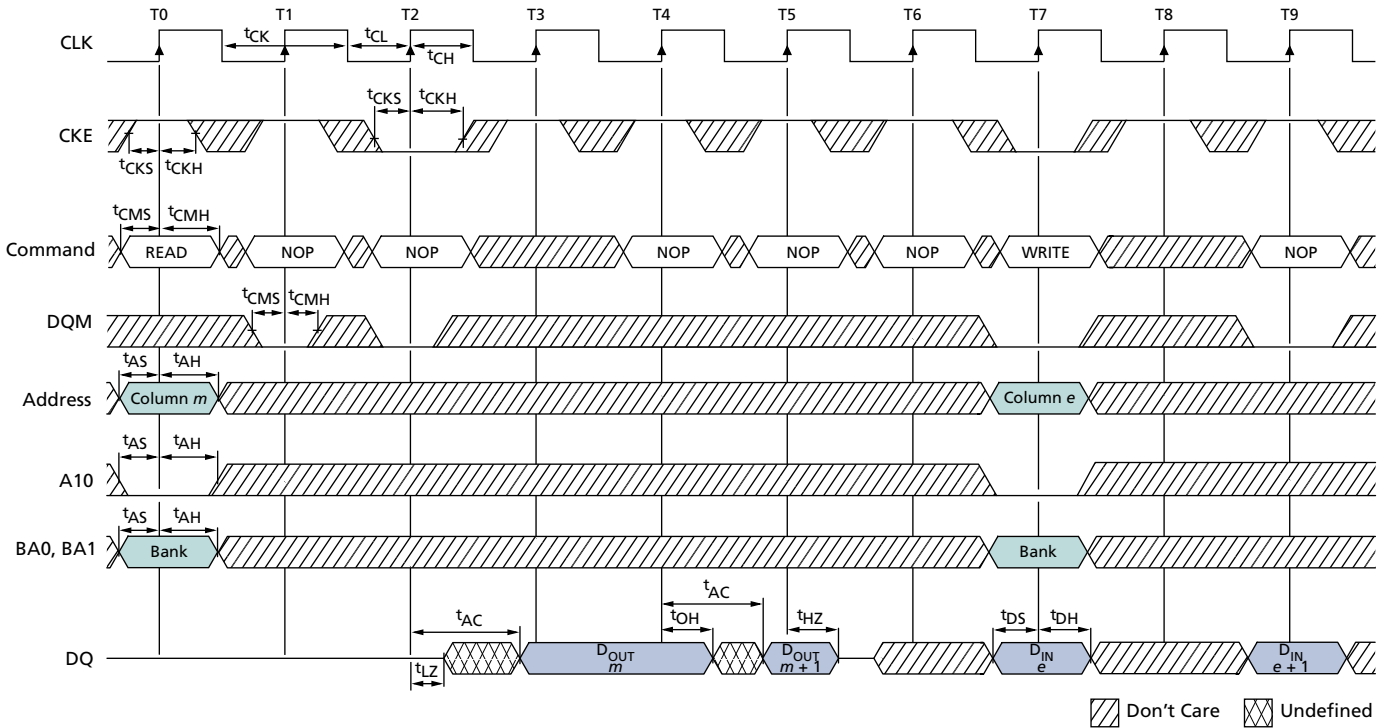 T0 T1 T2 T3 T4 T5 T6 T7 T8 T9
CLK tCK tCL tCH
tCKS tCKH
CKE
tCKS tCKH
tCMS tCMH
Command READ NOP NOP NOP NOP NOP WRITE NOP
tCMS tCMH
DQM
tAS tAH
Address Column m Column e
tAS tAH
A10
tAS tAH
BA0, BA1 Bank Bank
tAC tAC tOH tHZ tDS tDH
DQ tLZ DOUT m DOUT m + 1 DIN e DIN e + 1
Don't Care Undefined